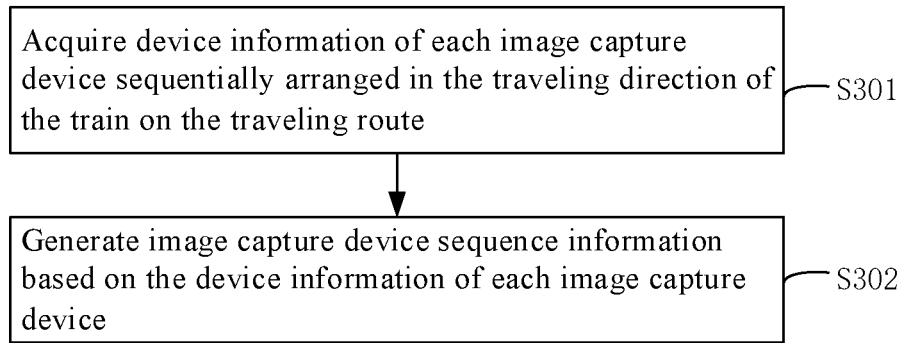 Acquire device information of each image capture
device sequentially arranged in the traveling direction of
the train on the traveling route
S301
Generate image capture device sequence information
based on the device information of each image capture
device
S302